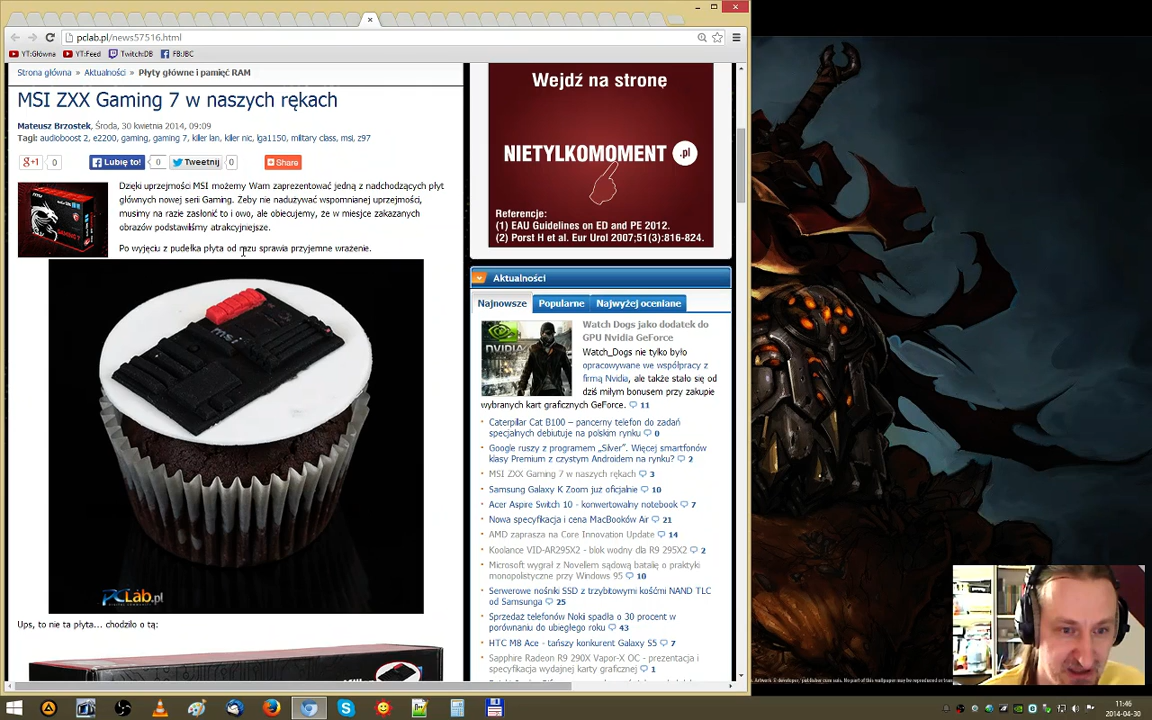 pclab.pl/news57516.html
YT:Główna
YT:Feed
Twitch:DB
FB:JBC
Strona główna » Aktualności » Płyty główne i pamięć RAM
MSI ZXX Gaming 7 w naszych rękach
Mateusz Brzostek, Środa, 30 kwietnia 2014, 09:09
Tagi: audioboost 2, e2200, gaming, gaming 7, killer lan, killer nic, lga1150, military class, msi, z97
g+1 0
Lubię to! 0
Tweetnij 0
Share
Dzięki uprzejmości MSI możemy Wam zaprezentować jedną z nadchodzących płyt
głównych nowej serii Gaming. Żeby nie nadużywać wspomnianej uprzejmości,
musimy na razie zasłonić to i owo, ale obiecujemy, że w miejsce zakazanych
obrazów podstawiliśmy atrakcyjniejsze.
Po wyjęciu z pudełka płyta od razu sprawia przyjemne wrażenie.
msi
PCLab.pl
Ups, to nie ta płyta... chodziło o tą:
Wejdź na stronę
NIETYLKOMOMENT .pl
Referencje:
(1) EAU Guidelines on ED and PE 2012.
(2) Porst H et al. Eur Urol 2007;51(3):816-824.
Aktualności
Najnowsze
Popularne
Najwyżej oceniane
NVIDIA
Watch Dogs jako dodatek do
GPU Nvidia GeForce
Watch_Dogs nie tylko było
opracowywane we współpracy z
firmą Nvidia, ale także stało się od
dziś miłym bonusem przy zakupie
wybranych kart graficznych GeForce. 11
Caterpilar Cat B100 – pancerny telefon do zadań
specjalnych debiutuje na polskim rynku 0
Google ruszy z programem „Silver”. Więcej smartfonów
klasy Premium z czystym Androidem na rynku? 2
MSI ZXX Gaming 7 w naszych rękach 3
Samsung Galaxy K Zoom już oficjalnie 10
Acer Aspire Switch 10 - konwertowalny notebook 7
Nowa specyfikacja i cena MacBooków Air 21
AMD zaprasza na Core Innovation Update 14
Koolance VID-AR295X2 - blok wodny dla R9 295X2 2
Microsoft wygrał z Novellem sądową batalię o praktyki
monopolistyczne przy Windows 95 10
Serwerowe nośniki SSD z trzybitowymi kośćmi NAND TLC
od Samsunga 25
Sprzedaż telefonów Nokii spadła o 30 procent w
porównaniu do ubiegłego roku 43
HTC M8 Ace - tańszy konkurent Galaxy S5 7
Sapphire Radeon R9 290X Vapor-X OC - prezentacja i
specyfikacja wydajnej karty graficznej 1
11:46
2014-04-30